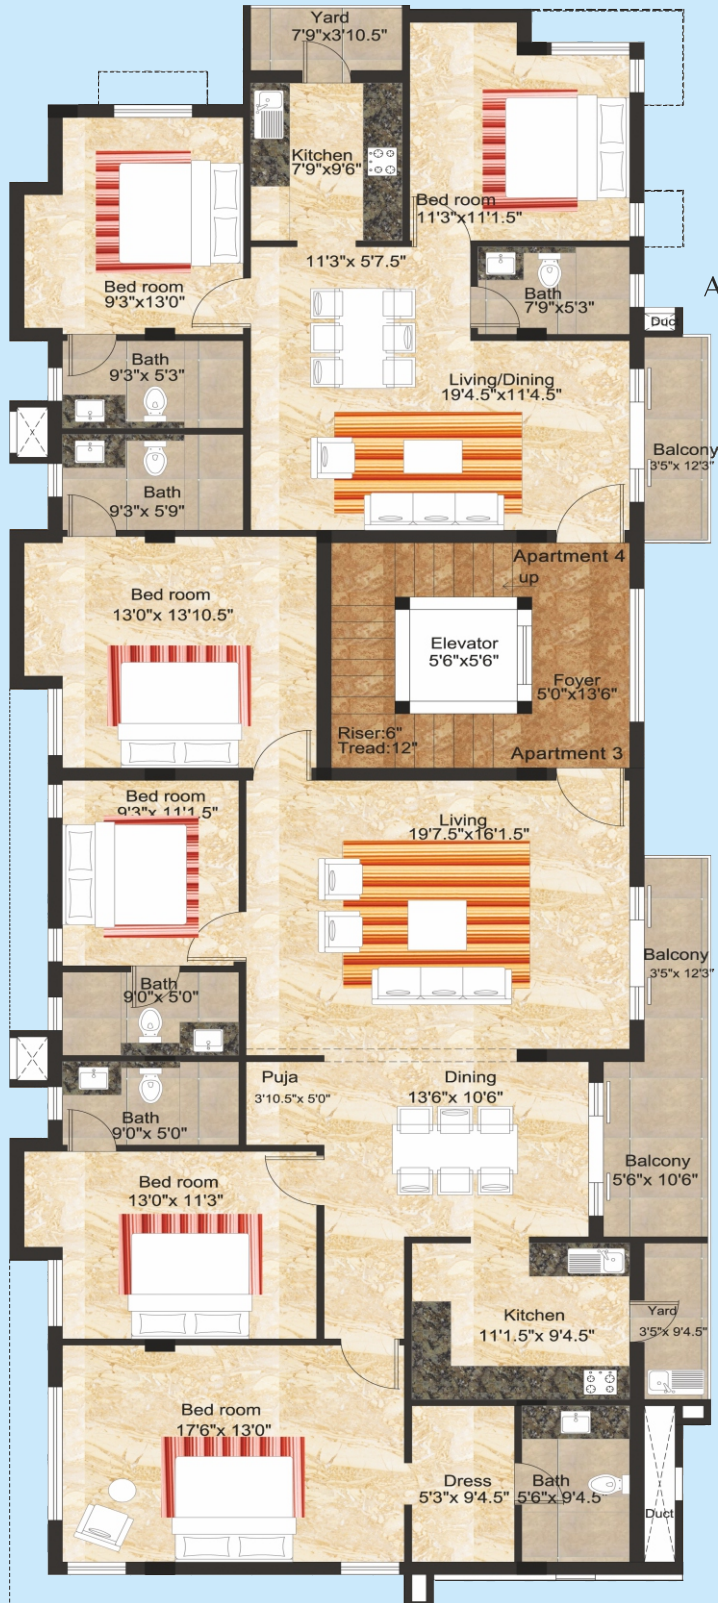 Yard
7'9"x3'10.5"
Kitchen
7'9"x9'6"
Bed room
11'3"x11'1.5"
Bed room
9'3"x13'0"
11'3"x 5'7.5"
Bath
7'9"x5'3"
A
Duct
Bath
9'3"x 5'3"
Living/Dining
19'4.5"x11'4.5"
Balcony
3'5"x 12'3"
Bath
9'3"x 5'9"
Apartment 4
up
Bed room
13'0"x 13'10.5"
Elevator
5'6"x5'6"
Foyer
5'0"x13'6"
Riser:6"
Tread:12"
Apartment 3
Bed room
9'3"x 11'1.5"
Living
19'7.5"x16'1.5"
Balcony
3'5"x 12'3"
Bath
9'0"x 5'0"
Puja
3'10.5"x 5'0"
Dining
13'6"x 10'6"
Bath
9'0"x 5'0"
Balcony
5'6"x 10'6"
Bed room
13'0"x 11'3"
Kitchen
11'1.5"x 9'4.5"
Yard
3'5"x 9'4.5"
Bed room
17'6"x 13'0"
Dress
5'3"x 9'4.5"
Bath
5'6"x 9'4.5"
Duct